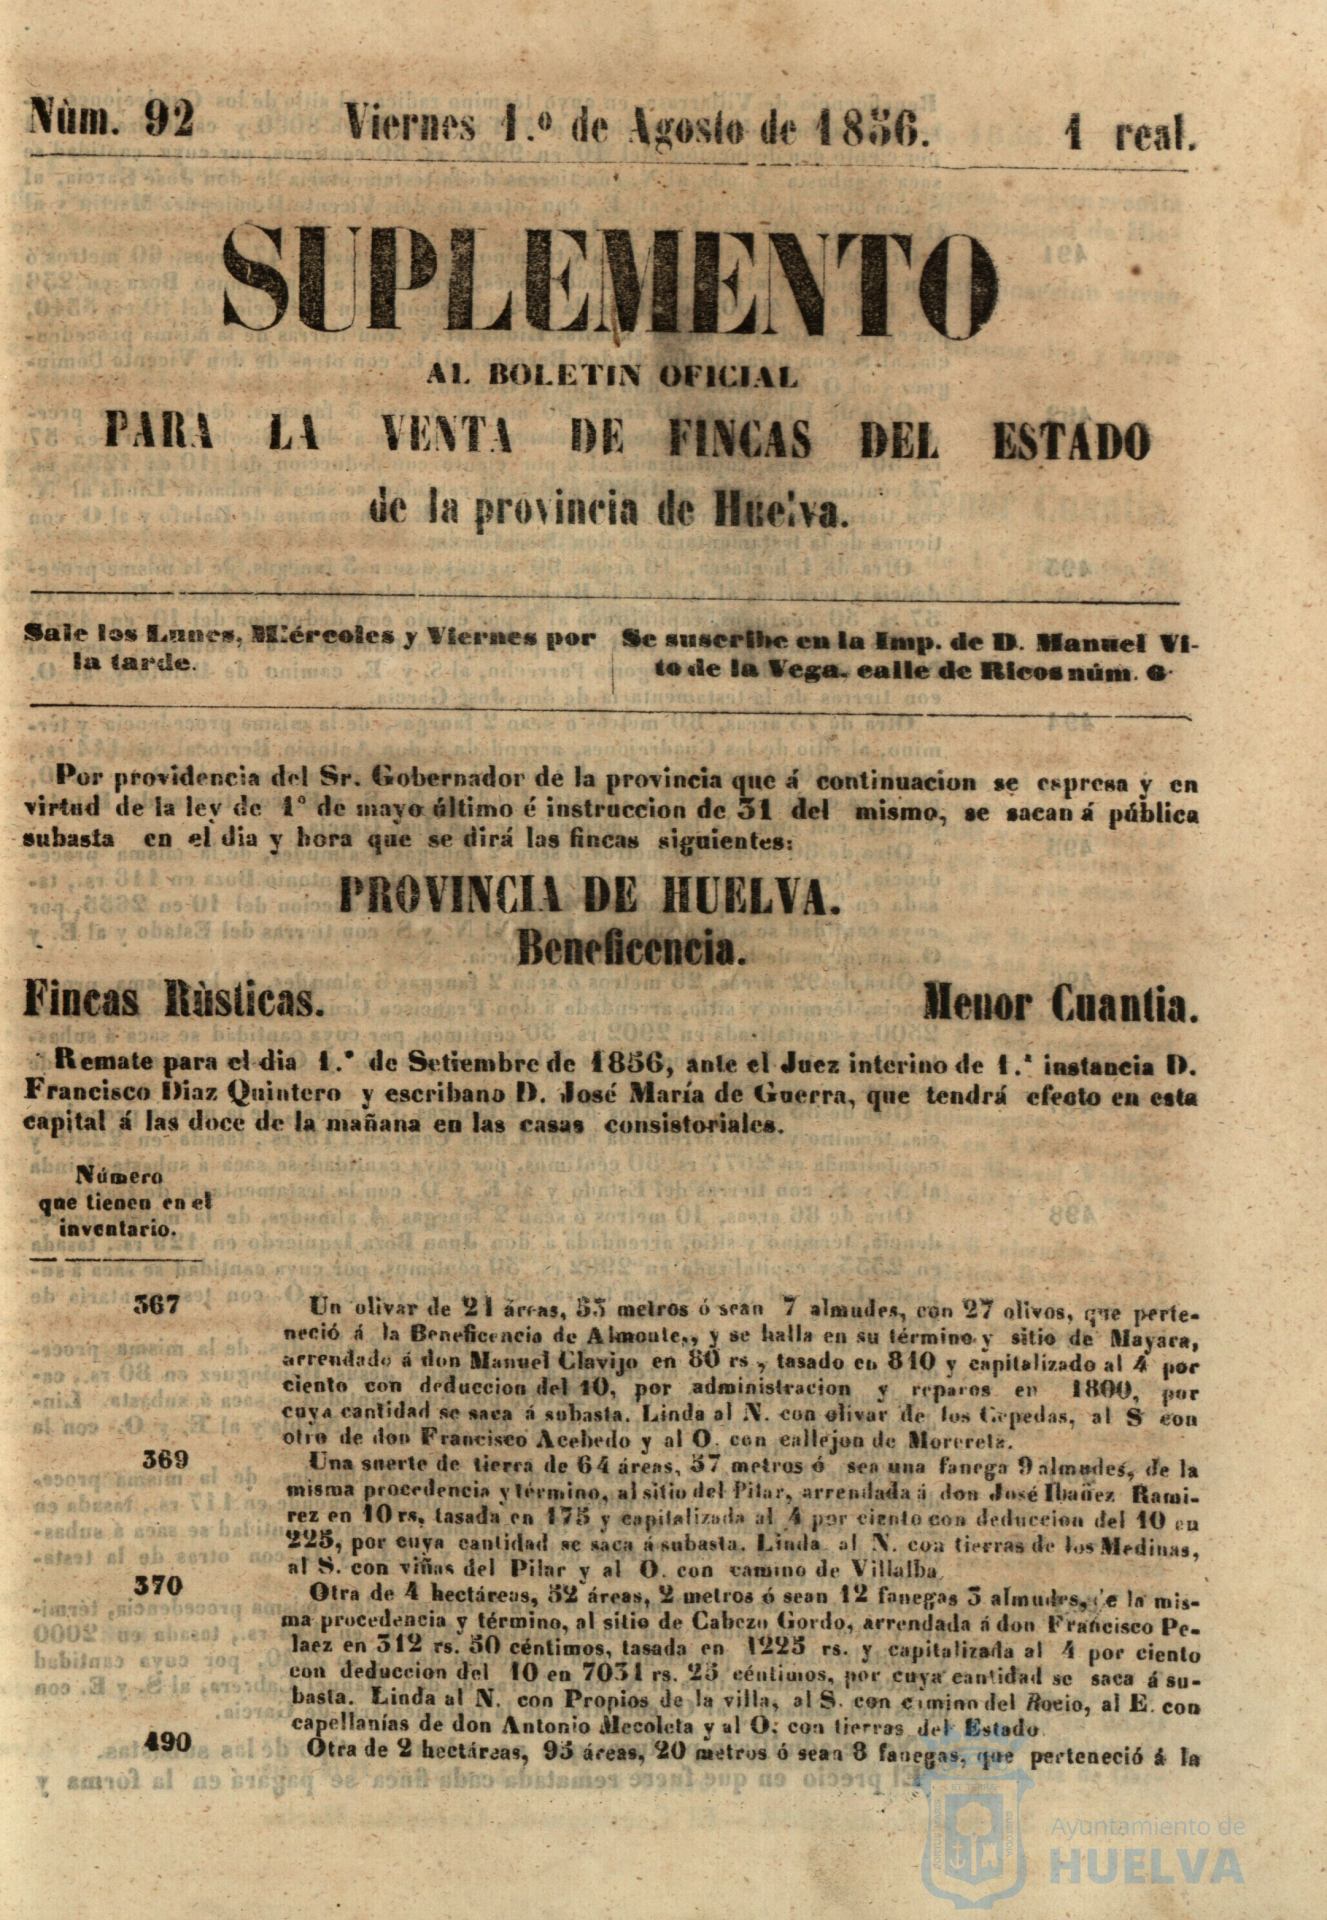 Núm. 92 Viernes 1.º de Agosto de 1856. 1 real.
SUPLEMENTO
AL BOLETIN OFICIAL
PARA LA VENTA DE FINCAS DEL ESTADO
de la provincia de Huelva.
Sale los Lunes, Miércoles y Viernes por
la tarde.
Se suscribe en la Imp. de D. Manuel Vi-
to de la Vega. calle de Ricos núm. 6
Por providencia del Sr. Gobernador de la provincia que á continuacion se espresa y en
virtud de la ley de 1º de mayo último é instruccion de 31 del mismo, se sacan á pública
subasta en el dia y hora que se dirá las fincas siguientes:
PROVINCIA DE HUELVA.
Beneficencia.
Fincas Rùsticas. Menor Cuantia.
Remate para el dia 1.º de Setiembre de 1856, ante el Juez interino de 1.ª instancia D.
Francisco Diaz Quintero y escribano D. José María de Guerra, que tendrá efecto en esta
capital á las doce de la mañana en las casas consistoriales.
Número
que tienen en el
inventario.
367 Un olivar de 21 áreas, 53 metros ó sean 7 almudes, con 27 olivos, que perte-
neció á la Beneficencia de Almonte,, y se halla en su término y sitio de Mayara,
arrendado á don Manuel Clavijo en 80 rs, tasado en 810 y capitalizado al 4 por
ciento con deduccion del 10, por administracion y reparos en 1800, por
cuya cantidad se saca á subasta. Linda al N. con olivar de los Cepedas, al S con
otro de don Francisco Acebedo y al O. con callejon de Morereta.
369 Una suerte de tierra de 64 áreas, 57 metros ó sea una fanega 9 almudes, de la
misma procedencia y término, al sitio del Pilar, arrendada á don José Ibañez Rami-
rez en 10 rs, tasada en 175 y capitalizada al 4 por ciento con deduccion del 10 en
225, por cuya cantidad se saca á subasta. Linda al N. con tierras de los Medinas,
al S. con viñas del Pilar y al O. con camino de Villalba
370 Otra de 4 hectáreas, 52 áreas, 2 metros ó sean 12 fanegas 3 almudes, de la mis-
ma procedencia y término, al sitio de Cabezo Gordo, arrendada á don Francisco Pe-
laez en 312 rs. 50 céntimos, tasada en 1225 rs. y capitalizada al 4 por ciento
con deduccion del 10 en 7031 rs. 25 céntimos, por cuya cantidad se saca á su-
basta. Linda al N. con Propios de la villa, al S. con camino del Rocio, al E. con
capellanías de don Antonio Mecoleta y al O. con tierras del Estado
490 Otra de 2 hectáreas, 95 áreas, 20 metros ó sean 8 fanegas, que perteneció á la
Ayuntamiento de
HUELVA